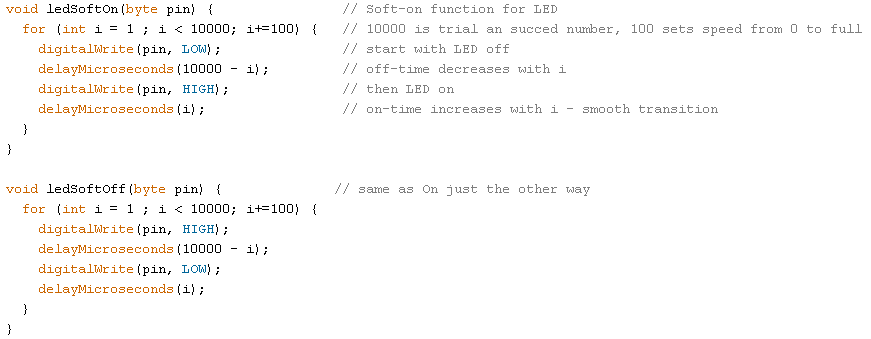 void ledSoftOn(byte pin) {                // Soft-on function for LED
  for (int i = 1 ; i < 10000; i+=100) {   // 10000 is trial an succed number, 100 sets speed from 0 to full
    digitalWrite(pin, LOW);               // start with LED off
    delayMicroseconds(10000 - i);         // off-time decreases with i
    digitalWrite(pin, HIGH);              // then LED on
    delayMicroseconds(i);                 // on-time increases with i - smooth transition
  }
}

void ledSoftOff(byte pin) {              // same as On just the other way
  for (int i = 1 ; i < 10000; i+=100) {
    digitalWrite(pin, HIGH);
    delayMicroseconds(10000 - i);
    digitalWrite(pin, LOW);
    delayMicroseconds(i);
  }
}